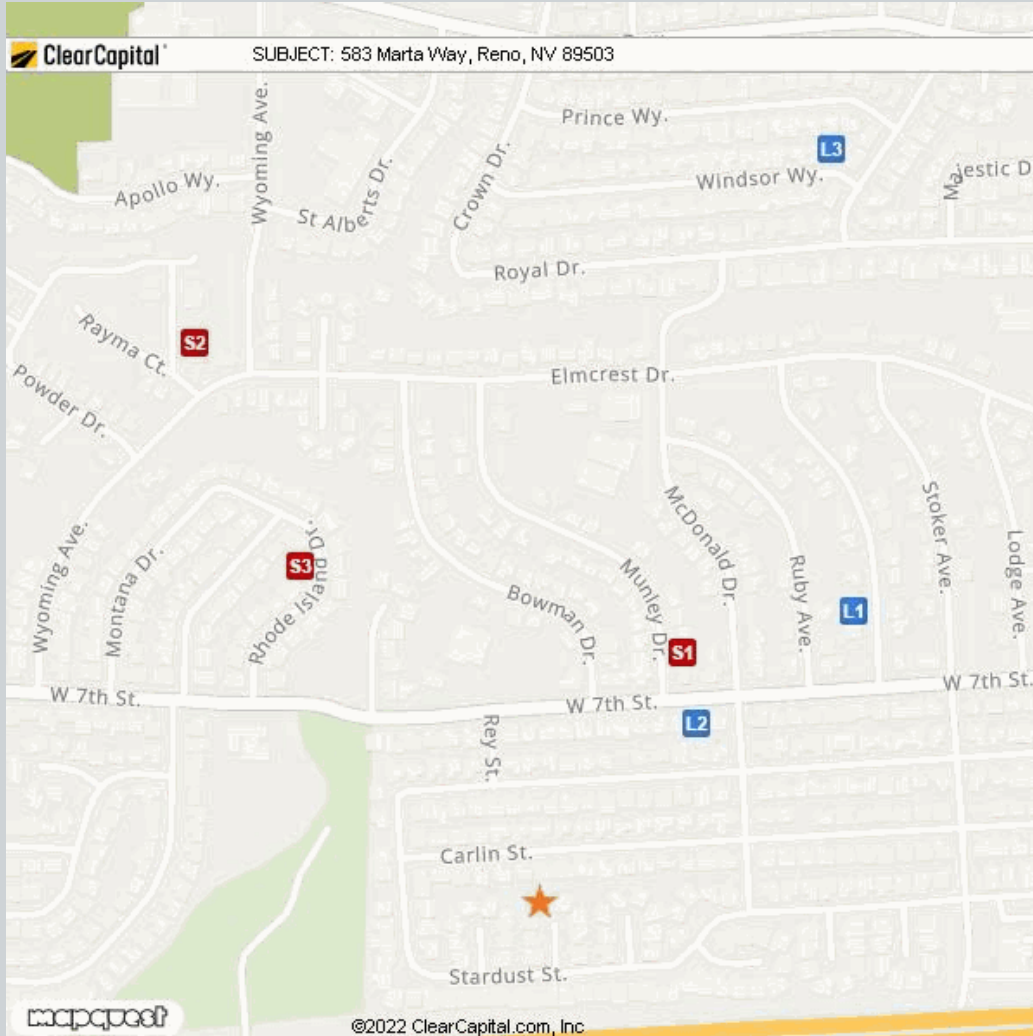 ClearCapital
SUBJECT: 583 Marta Way, Reno, NV 89503
Prince Wy.
L3
Windsor Wy.
Majestic D
Apollo Wy.
Wyoming Ave.
St Alberts Dr.
Crown Dr.
Royal Dr.
Rayma Ct.
S2
Powder Dr.
Elmcrest Dr.
Wyoming Ave.
Montana Dr.
S3
Rhode Island Dr.
Bowman Dr.
Munley Dr.
S1
McDonald Dr.
Ruby Ave.
L1
Stoker Ave.
Lodge Ave.
W 7th St.
W 7th St.
W 7th St.
L2
Rey St.
Carlin St.
Stardust St.
mapquest
©2022 ClearCapital.com, Inc